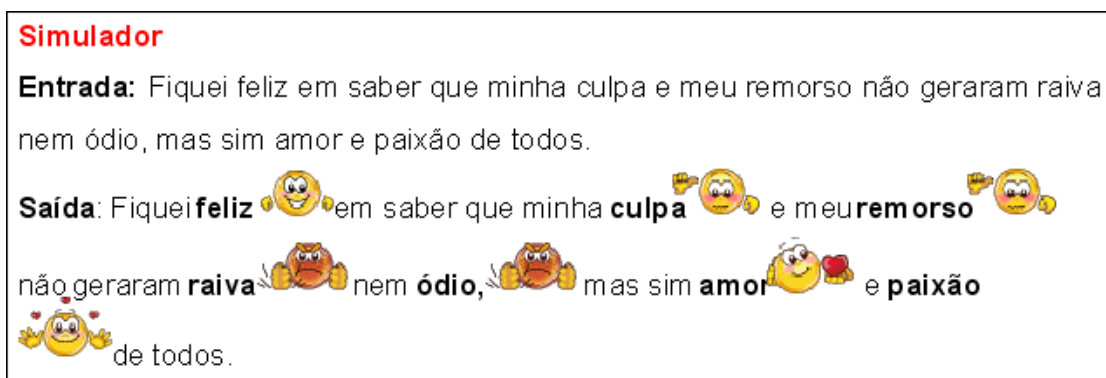 Simulador
Entrada: Fiquei feliz em saber que minha culpa e meu remorso não geraram raiva
nem ódio, mas sim amor e paixão de todos.
Saída: Fiquei feliz em saber que minha culpa e meu remorso
não geraram raiva nem ódio, mas sim amor e paixão
de todos.